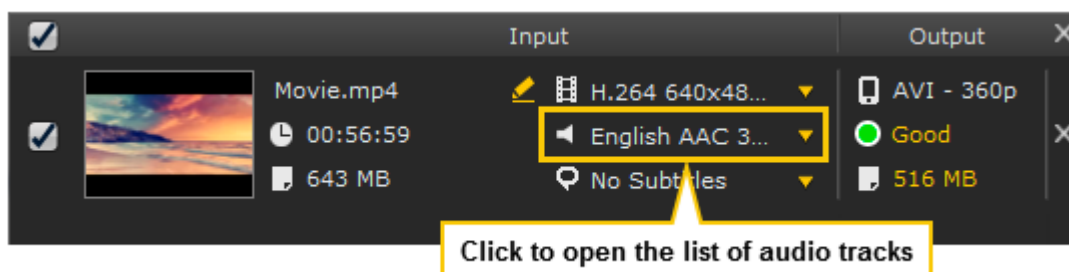 Input Output
Movie.mp4 H.264 640x48... AVI - 360p
00:56:59 English AAC 3... Good
643 MB No Subtitles 516 MB
Click to open the list of audio tracks